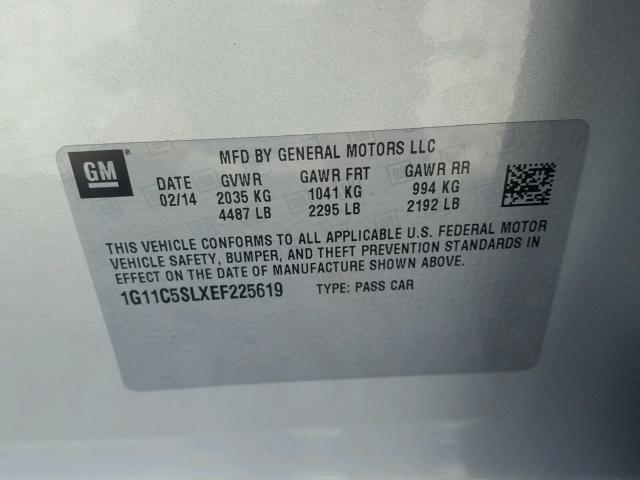 GM ®
MFD BY GENERAL MOTORS LLC
DATE GVWR GAWR FRT GAWR RR
02/14 2035 KG 1041 KG 994 KG
4487 LB 2295 LB 2192 LB
THIS VEHICLE CONFORMS TO ALL APPLICABLE U.S. FEDERAL MOTOR
VEHICLE SAFETY, BUMPER, AND THEFT PREVENTION STANDARDS IN
EFFECT ON THE DATE OF MANUFACTURE SHOWN ABOVE.
1G11C5SLXEF225619 TYPE: PASS CAR